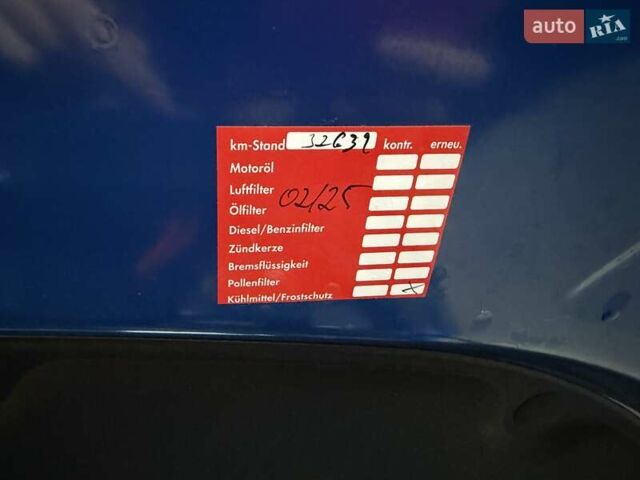 auto RIA .com
km-Stand 32639 kontr. erneu.
Motoröl
Luftfilter
02/25
Ölfilter
Diesel/Benzinfilter
Zündkerze
Bremsflüssigkeit
Pollenfilter
Kühlmittel/Frostschutz x